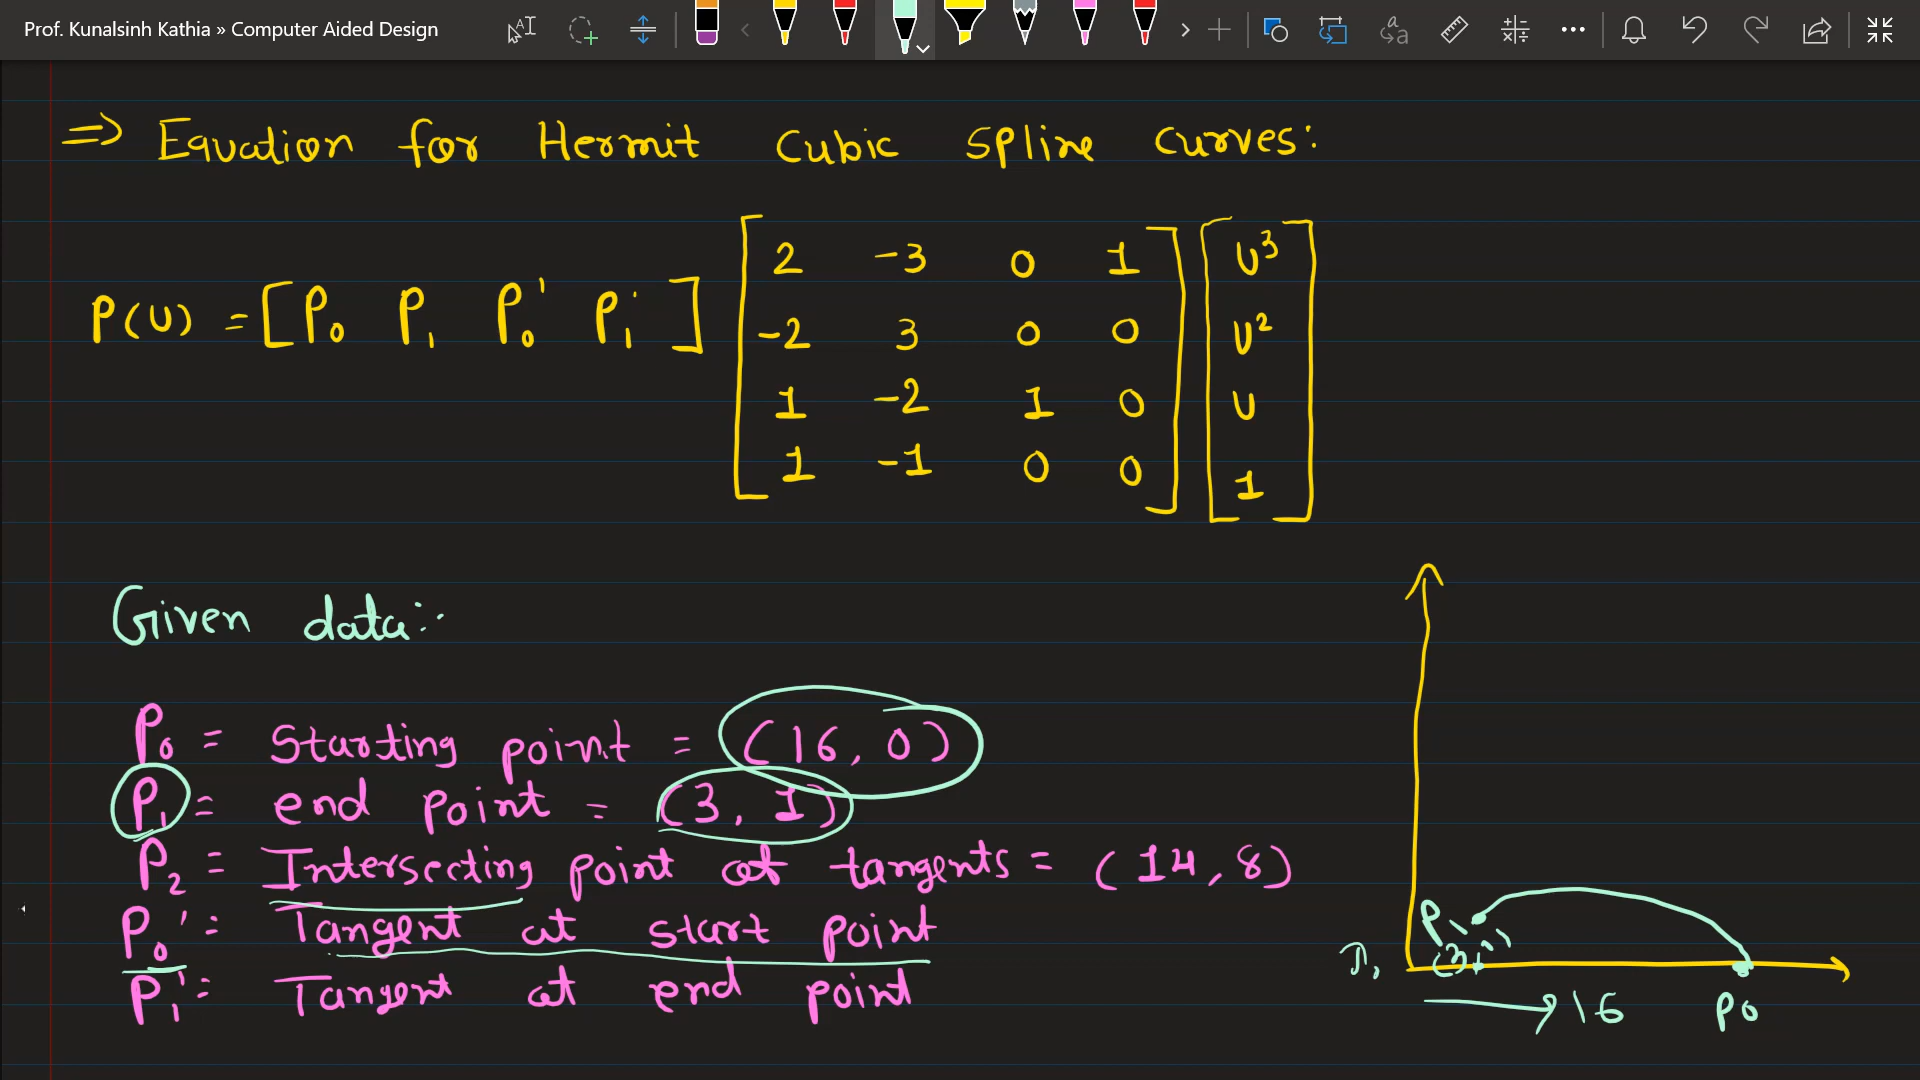 Prof. Kunalsinh Kathia » Computer Aided Design
=> Equation for Hermit Cubic Spline Curves:
P(U) = [P₀ P₁ P₀' P₁'] [2 -3 0 1
-2 3 0 0
1 -2 1 0
1 -1 0 0] [U³
U²
U
1]
Given data:-
P₀ = Starting point = (16, 0)
P₁ = end point = (3, 1)
P₂ = Intersecting point at tangents = (14, 8)
P₀' = Tangent at start point
P₁' = Tangent at end point
P₁
(3,1)
16 P0